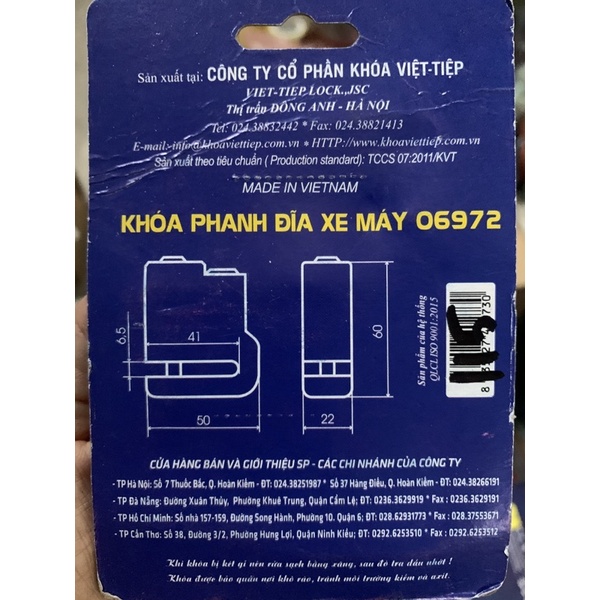 Sản xuất tại: CÔNG TY CỔ PHẦN KHÓA VIỆT-TIỆP
VIET-TIEP LOCK.,JSC
Thị trấn ĐÔNG ANH - HÀ NỘI
Tel: 024.38832442 * Fax: 024.38821413
E-mail:-info@khoaviettiep.com.vn * HTTP://www.khoaviettiep.com.vn
Sản xuất theo tiêu chuẩn ( Production standard): TCCS 07:2011/KVT
MADE IN VIETNAM
KHÓA PHANH ĐĨA XE MÁY 06972
6,5
41
50
22
60
Sản phẩm của hệ thống
QLCL ISO 9001:2015
115
CỬA HÀNG BÁN VÀ GIỚI THIỆU SP - CÁC CHI NHÁNH CỦA CÔNG TY
- TP Hà Nội: Số 7 Thuốc Bắc, Q. Hoàn Kiếm - ĐT: 024.38251987 * Số 37 Hàng Điếu, Q. Hoàn Kiếm - ĐT: 024.38266191
- TP Đà Nẵng: Đường Xuân Thủy, Phường Khuê Trung, Quận Cẩm Lệ; ĐT: 0236.3629919 * Fax : 0236.3629191
- TP Hồ Chí Minh: Số nhà 157-159, Đường Song Hành, Phường 10. Quận 6; ĐT: 028.62931773 * Fax : 028.37553671
- TP Cần Thơ: Số 38, Đường 3/2, Phường Hưng Lợi, Quận Ninh Kiều; ĐT: 0292.6253510 * Fax : 0292.6253512
Khi khóa bị kẹt gỉ nên rửa sạch bằng xăng, sau đó tra dầu nhớt !
Khóa được bảo quản nơi khô ráo, tránh môi trường kiềm và axit.